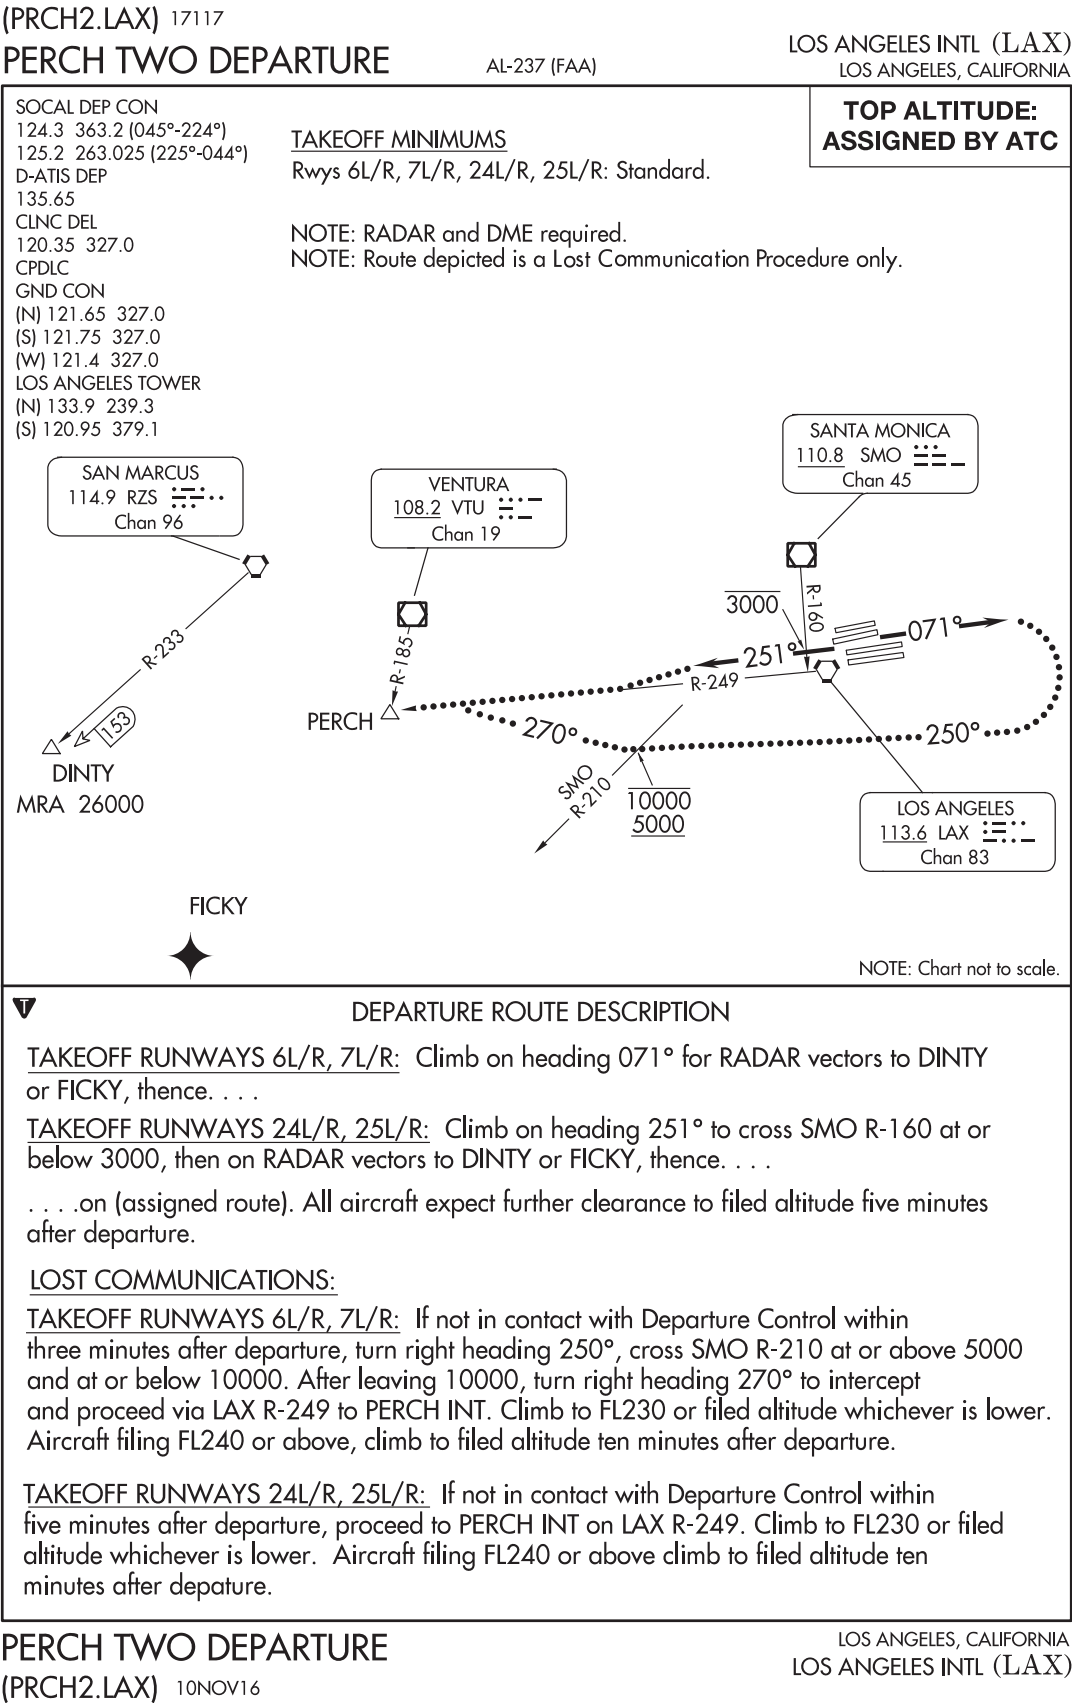 (PRCH2.LAX) 17117
PERCH TWO DEPARTURE
AL-237 (FAA)
LOS ANGELES INTL (LAX)
LOS ANGELES, CALIFORNIA
SOCAL DEP CON
124.3 363.2 (045°-224°)
125.2 263.025 (225°-044°)
D-ATIS DEP
135.65
CLNC DEL
120.35 327.0
CPDLC
GND CON
(N) 121.65 327.0
(S) 121.75 327.0
(W) 121.4 327.0
LOS ANGELES TOWER
(N) 133.9 239.3
(S) 120.95 379.1
TAKEOFF MINIMUMS
Rwys 6L/R, 7L/R, 24L/R, 25L/R: Standard.
NOTE: RADAR and DME required.
NOTE: Route depicted is a Lost Communication Procedure only.
TOP ALTITUDE:
ASSIGNED BY ATC
SAN MARCUS
114.9 RZS
Chan 96
VENTURA
108.2 VTU
Chan 19
SANTA MONICA
110.8 SMO
Chan 45
R-233
153
DINTY
MRA 26000
R-185
PERCH
3000
R-160
251°
071°
R-249
270°
250°
SMO
R-210
10000
5000
LOS ANGELES
113.6 LAX
Chan 83
FICKY
NOTE: Chart not to scale.
T
DEPARTURE ROUTE DESCRIPTION
TAKEOFF RUNWAYS 6L/R, 7L/R: Climb on heading 071° for RADAR vectors to DINTY
or FICKY, thence. . . .
TAKEOFF RUNWAYS 24L/R, 25L/R: Climb on heading 251° to cross SMO R-160 at or
below 3000, then on RADAR vectors to DINTY or FICKY, thence. . . .
. . . .on (assigned route). All aircraft expect further clearance to filed altitude five minutes
after departure.
LOST COMMUNICATIONS:
TAKEOFF RUNWAYS 6L/R, 7L/R: If not in contact with Departure Control within
three minutes after departure, turn right heading 250°, cross SMO R-210 at or above 5000
and at or below 10000. After leaving 10000, turn right heading 270° to intercept
and proceed via LAX R-249 to PERCH INT. Climb to FL230 or filed altitude whichever is lower.
Aircraft filing FL240 or above, climb to filed altitude ten minutes after departure.
TAKEOFF RUNWAYS 24L/R, 25L/R: If not in contact with Departure Control within
five minutes after departure, proceed to PERCH INT on LAX R-249. Climb to FL230 or filed
altitude whichever is lower. Aircraft filing FL240 or above climb to filed altitude ten
minutes after depature.
PERCH TWO DEPARTURE
(PRCH2.LAX) 10NOV16
LOS ANGELES, CALIFORNIA
LOS ANGELES INTL (LAX)